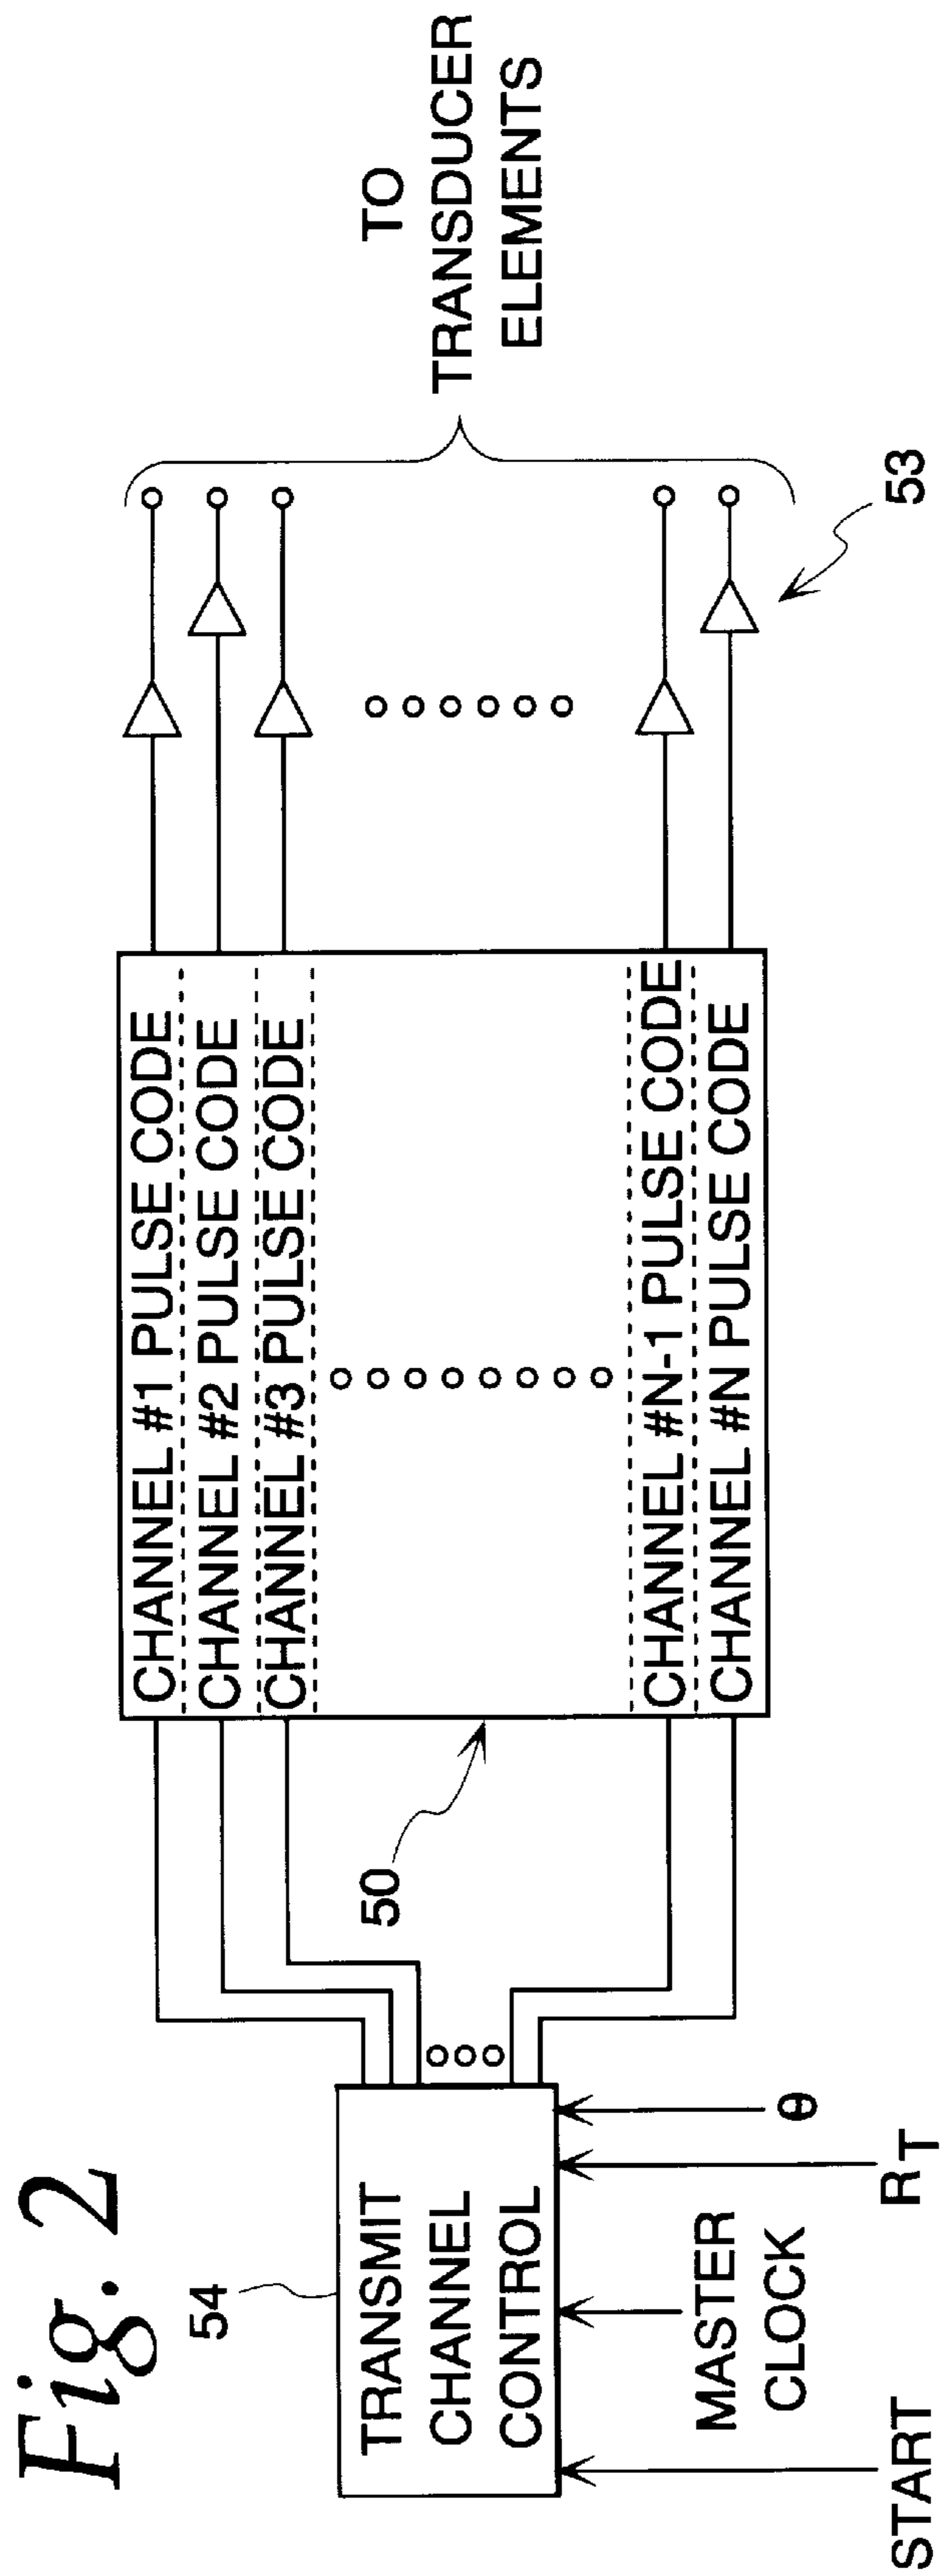 Fig. 2
54
TRANSMIT
CHANNEL
CONTROL
START
MASTER
CLOCK
R T
θ
50
CHANNEL #1 PULSE CODE
CHANNEL #2 PULSE CODE
CHANNEL #3 PULSE CODE
CHANNEL #N-1 PULSE CODE
CHANNEL #N PULSE CODE
53
TO
TRANSDUCER
ELEMENTS